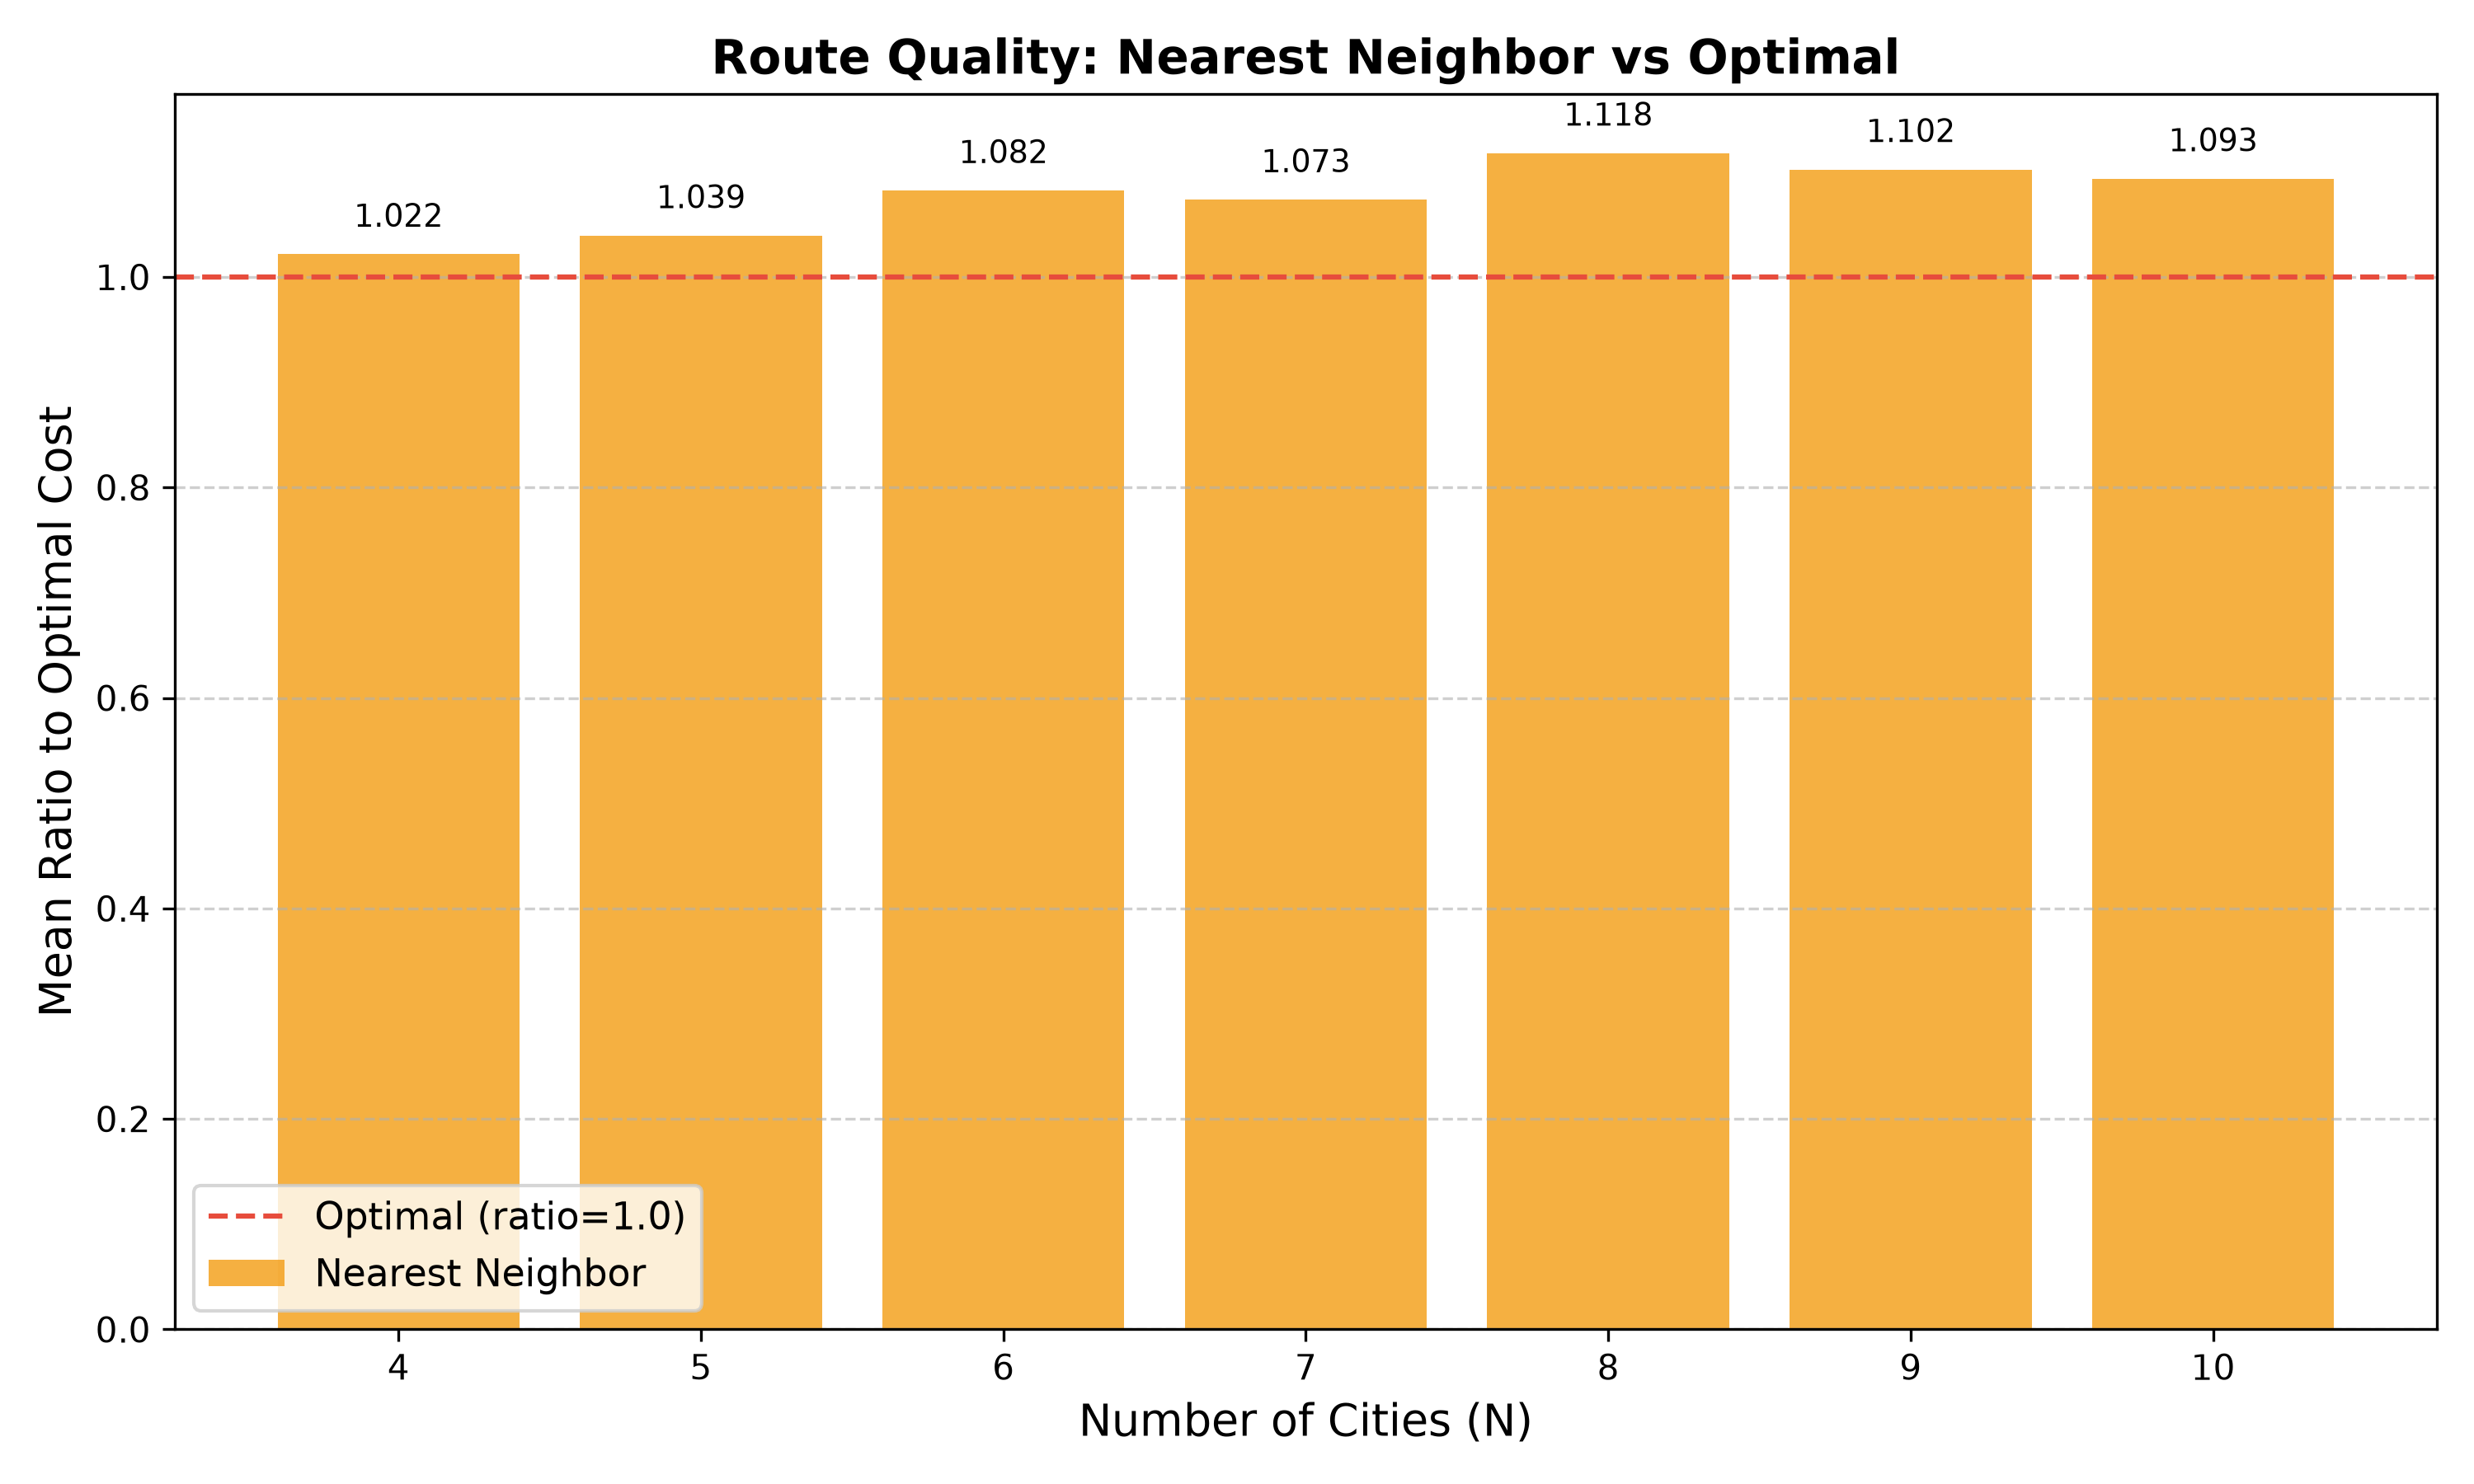 Route Quality: Nearest Neighbor vs Optimal
1.022
1.039
1.082
1.073
1.118
1.102
1.093
Mean Ratio to Optimal Cost
1.0
0.8
0.6
0.4
0.2
0.0
Optimal (ratio=1.0)
Nearest Neighbor
4 5 6 7 8 9 10
Number of Cities (N)